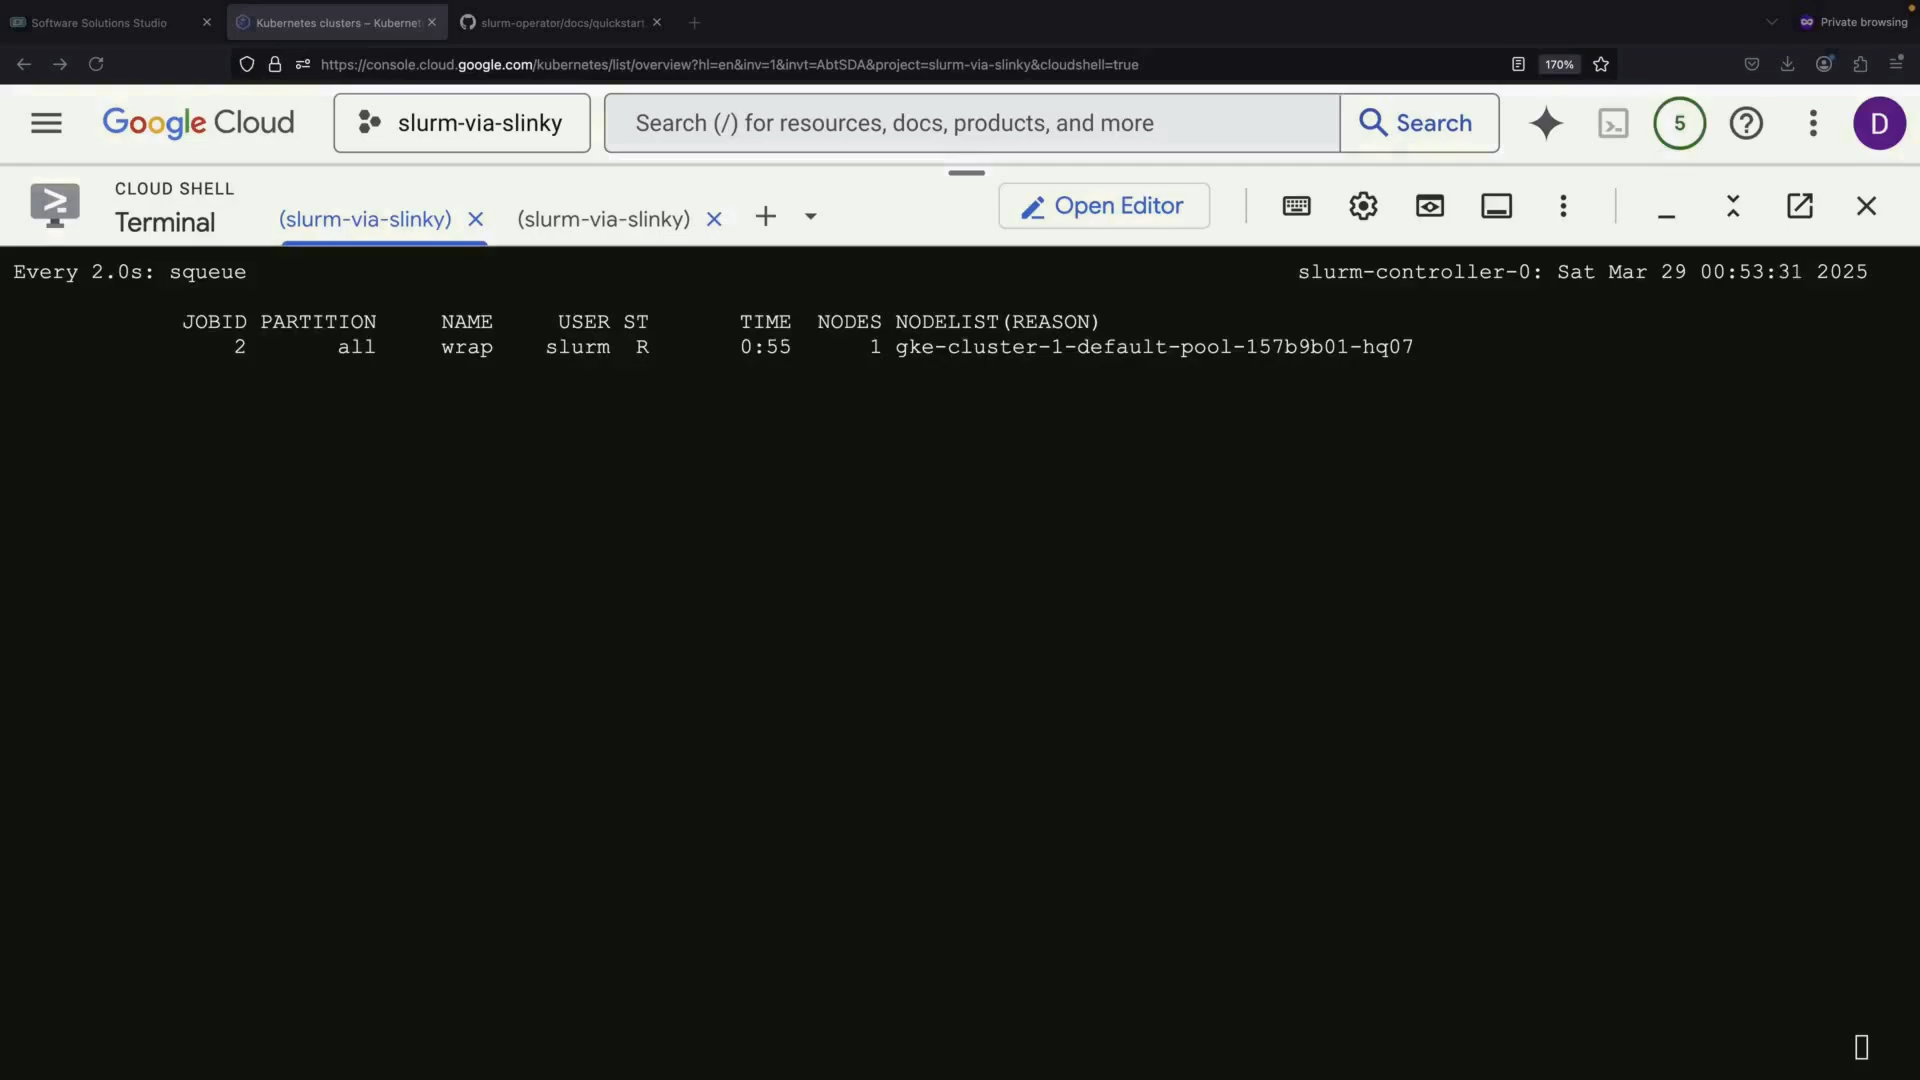 Software Solutions Studio
Kubernetes clusters – Kubernet
slurm-operator/docs/quickstart
Private browsing
https://console.cloud.google.com/kubernetes/list/overview?hl=en&inv=1&invt=AbtSDA&project=slurm-via-slinky&cloudshell=true
170%
Google Cloud
slurm-via-slinky
Search (/) for resources, docs, products, and more
Search
5
D
CLOUD SHELL
Terminal
(slurm-via-slinky)
(slurm-via-slinky)
Open Editor
Every 2.0s: squeue
slurm-controller-0: Sat Mar 29 00:53:31 2025
JOBID PARTITION NAME USER ST TIME NODES NODELIST(REASON)
2 all wrap slurm R 0:55 1 gke-cluster-1-default-pool-157b9b01-hq07